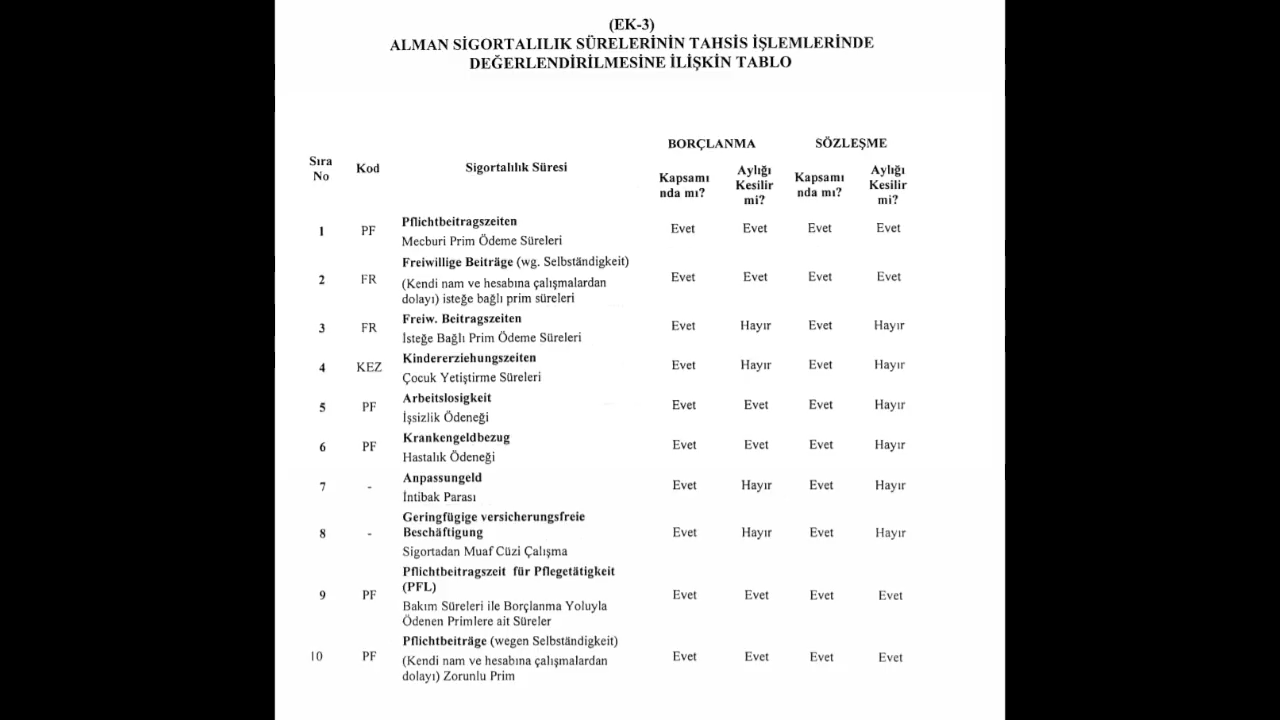 (EK-3)
ALMAN SİGORTALILIK SÜRELERİNİN TAHSİS İŞLEMLERİNDE
DEĞERLENDİRİLMESİNE İLİŞKİN TABLO
BORÇLANMA SÖZLEŞME
Sıra No Kod Sigortalılık Süresi Kapsamı nda mı? Aylığı Kesilir mi? Kapsamı nda mı? Aylığı Kesilir mi?
1 PF Pflichtbeitragszeiten Evet Evet Evet Evet
Mecburi Prim Ödeme Süreleri
2 FR Freiwillige Beiträge (wg. Selbständigkeit) Evet Evet Evet Evet
(Kendi nam ve hesabına çalışmalardan
dolayı) isteğe bağlı prim süreleri
3 FR Freiw. Beitragszeiten Evet Hayır Evet Hayır
İsteğe Bağlı Prim Ödeme Süreleri
4 KEZ Kindererziehungszeiten Evet Hayır Evet Hayır
Çocuk Yetiştirme Süreleri
5 PF Arbeitslosigkeit Evet Evet Evet Hayır
İşsizlik Ödeneği
6 PF Krankengeldbezug Evet Evet Evet Hayır
Hastalık Ödeneği
7 - Anpassungeld Evet Hayır Evet Hayır
İntibak Parası
8 - Geringfügige versicherungsfreie Evet Hayır Evet Hayır
Beschäftigung
Sigortadan Muaf Cüzi Çalışma
9 PF Pflichtbeitragszeit für Pflegetätigkeit Evet Evet Evet Evet
(PFL)
Bakım Süreleri ile Borçlanma Yoluyla
Ödenen Primlere ait Süreler
10 PF Pflichtbeiträge (wegen Selbständigkeit) Evet Evet Evet Evet
(Kendi nam ve hesabına çalışmalardan
dolayı) Zorunlu Prim